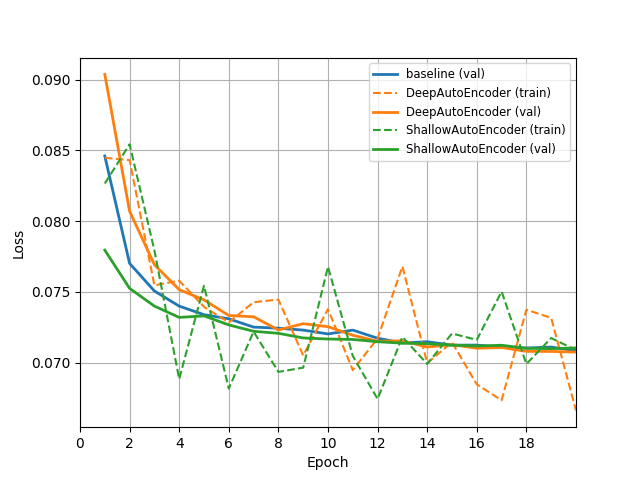 baseline (val)
DeepAutoEncoder (train)
DeepAutoEncoder (val)
ShallowAutoEncoder (train)
ShallowAutoEncoder (val)
0.090
0.085
0.080
0.075
0.070
Loss
0 2 4 6 8 10 12 14 16 18
Epoch